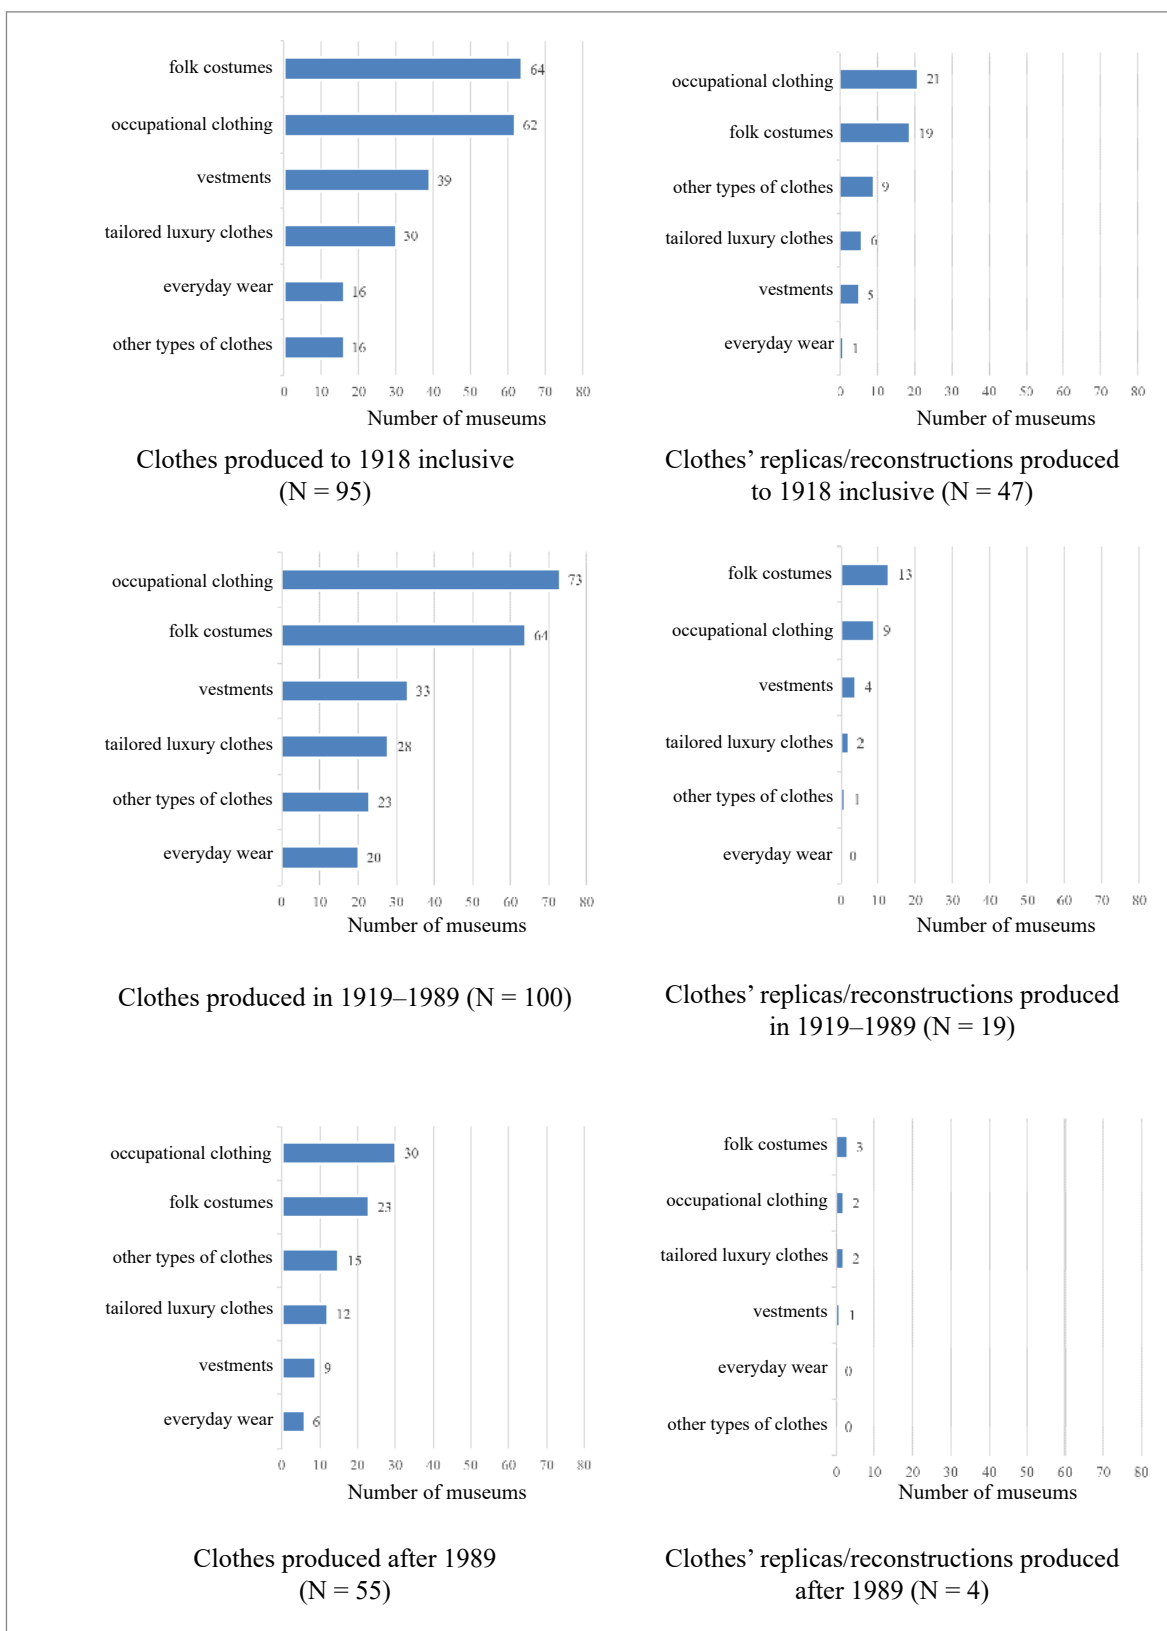 folk costumes 64
occupational clothing 62
vestments 39
tailored luxury clothes 30
everyday wear 16
other types of clothes 16
0 10 20 30 40 50 60 70 80
Number of museums
Clothes produced to 1918 inclusive
(N = 95)
occupational clothing 21
folk costumes 19
other types of clothes 9
tailored luxury clothes 6
vestments 5
everyday wear 1
0 10 20 30 40 50 60 70 80
Number of museums
Clothes’ replicas/reconstructions produced
to 1918 inclusive (N = 47)
occupational clothing 73
folk costumes 64
vestments 33
tailored luxury clothes 28
other types of clothes 23
everyday wear 20
0 10 20 30 40 50 60 70 80
Number of museums
Clothes produced in 1919–1989 (N = 100)
folk costumes 13
occupational clothing 9
vestments 4
tailored luxury clothes 2
other types of clothes 1
everyday wear 0
0 10 20 30 40 50 60 70 80
Number of museums
Clothes’ replicas/reconstructions produced
in 1919–1989 (N = 19)
occupational clothing 30
folk costumes 23
other types of clothes 15
tailored luxury clothes 12
vestments 9
everyday wear 6
0 10 20 30 40 50 60 70 80
Number of museums
Clothes produced after 1989
(N = 55)
folk costumes 3
occupational clothing 2
tailored luxury clothes 2
vestments 1
everyday wear 0
other types of clothes 0
0 10 20 30 40 50 60 70 80
Number of museums
Clothes’ replicas/reconstructions produced
after 1989 (N = 4)